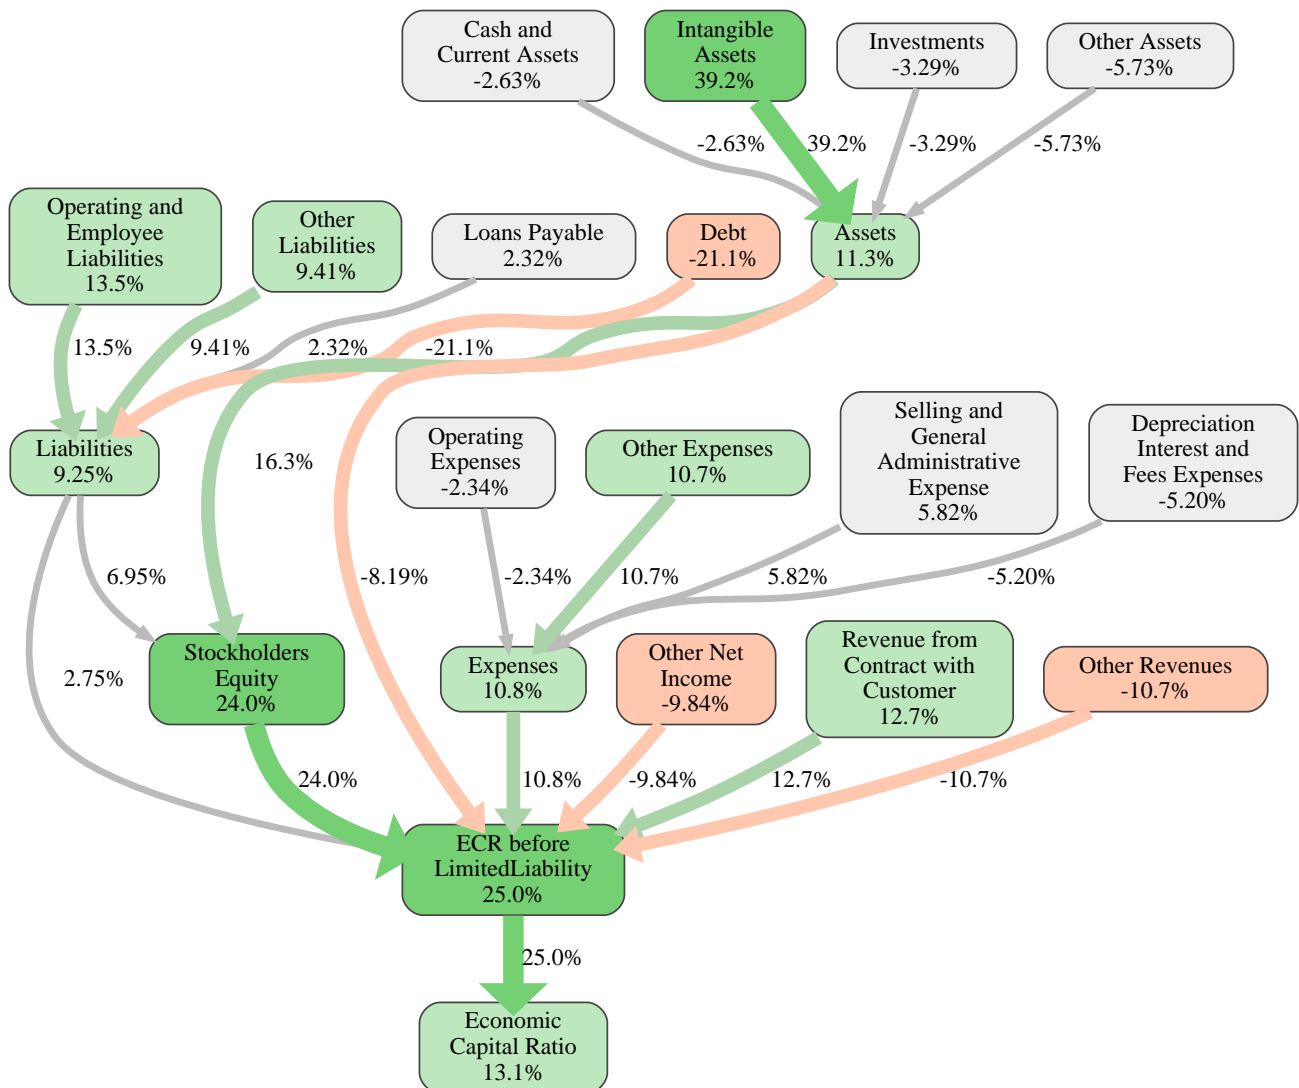 Cash and
Current Assets
-2.63%
Intangible
Assets
39.2%
Investments
-3.29%
Other Assets
-5.73%
-2.63%
39.2%
-3.29%
-5.73%
Operating and
Employee
Liabilities
13.5%
Other
Liabilities
9.41%
Loans Payable
2.32%
Debt
-21.1%
Assets
11.3%
13.5%
9.41%
2.32%
-21.1%
Liabilities
9.25%
16.3%
Operating
Expenses
-2.34%
Other Expenses
10.7%
Selling and
General
Administrative
Expense
5.82%
Depreciation
Interest and
Fees Expenses
-5.20%
6.95%
-8.19%
-2.34%
10.7%
5.82%
-5.20%
2.75%
Stockholders
Equity
24.0%
Expenses
10.8%
Other Net
Income
-9.84%
Revenue from
Contract with
Customer
12.7%
Other Revenues
-10.7%
24.0%
10.8%
-9.84%
12.7%
-10.7%
ECR before
LimitedLiability
25.0%
25.0%
Economic
Capital Ratio
13.1%